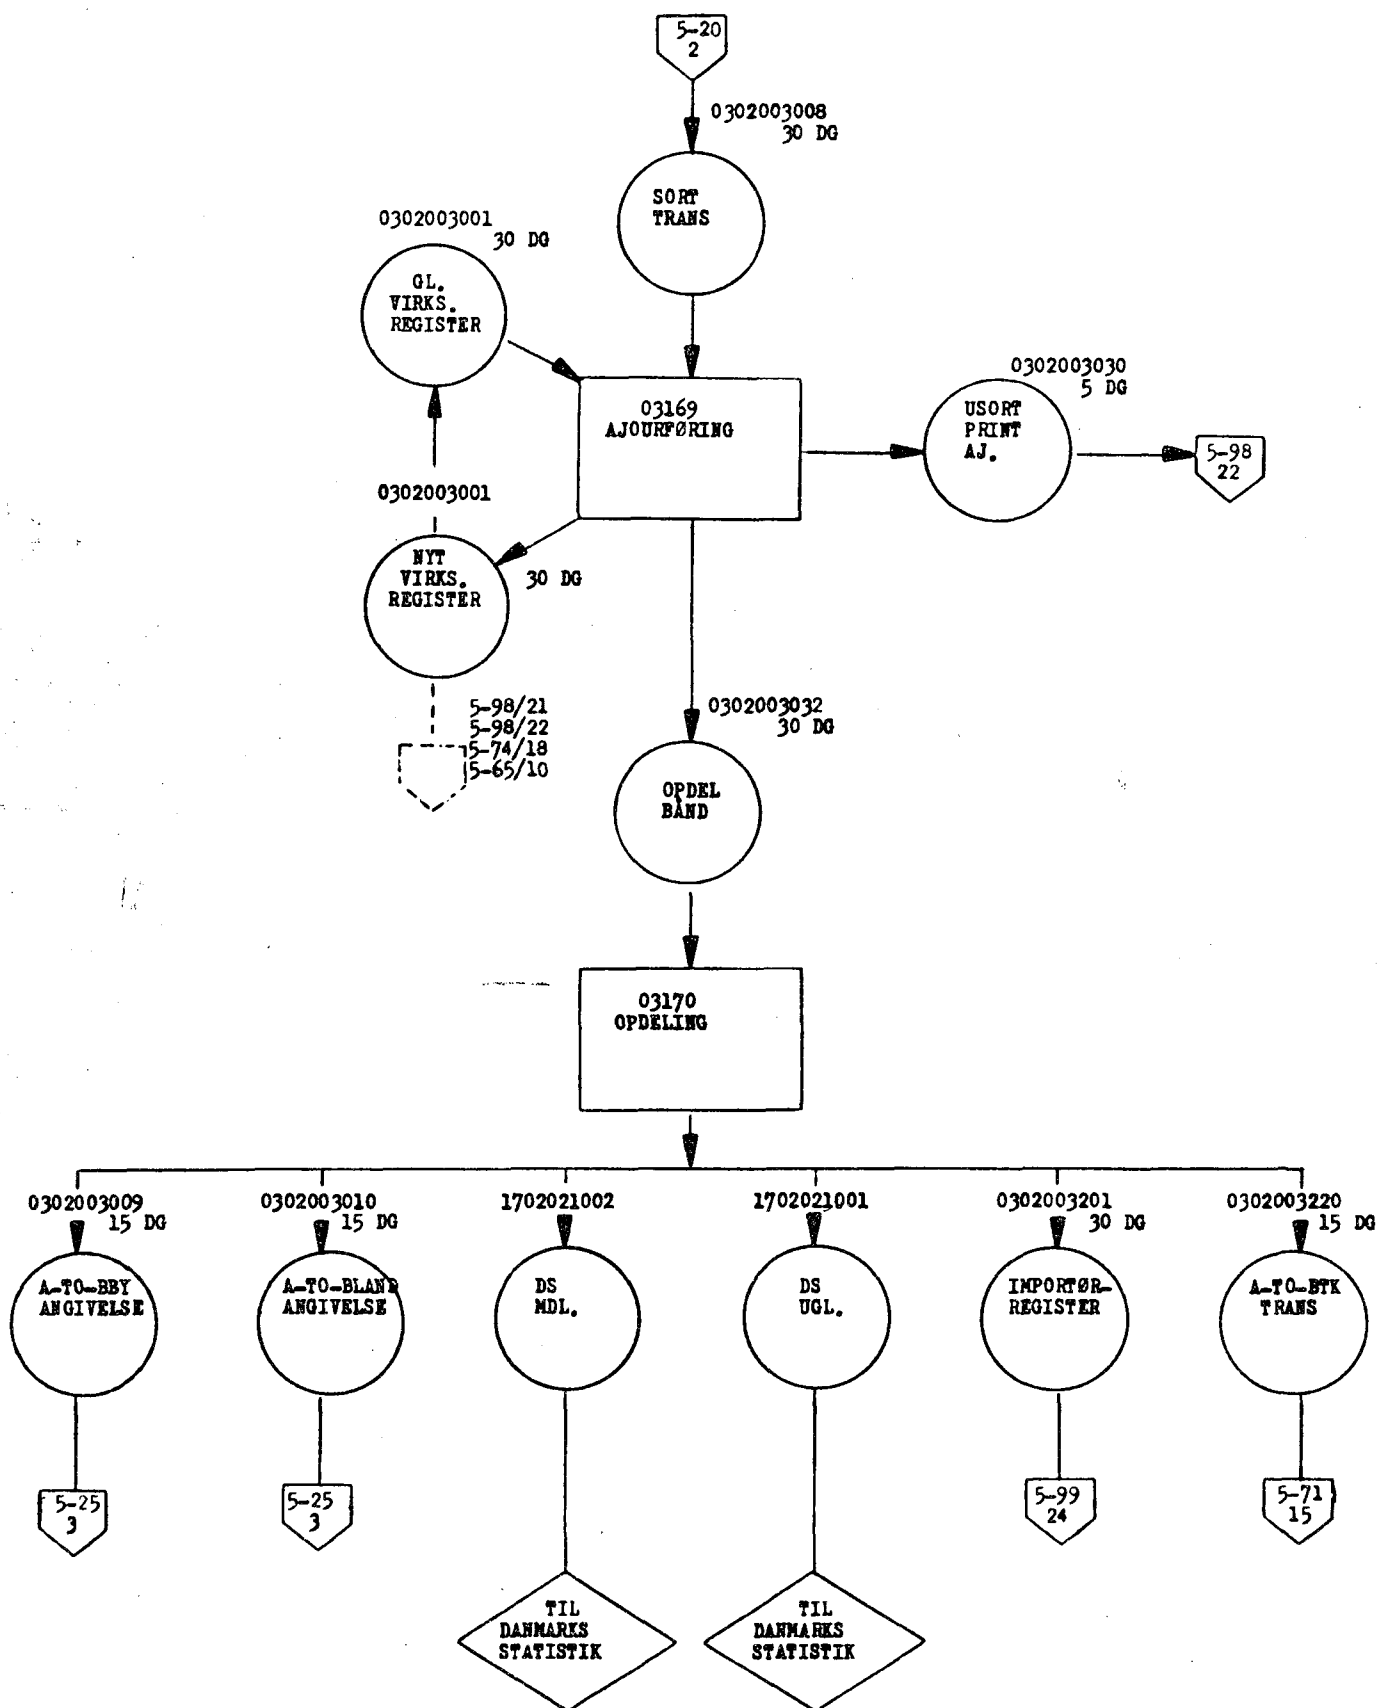 5-20
2
0302003008
30 DG
SORT
TRANS
0302003001
30 DG
GL.
VIRKS.
REGISTER
03169
AJOURFØRING
0302003030
5 DG
USORT
PRINT
AJ.
5-98
22
0302003001
NYT
VIRKS.
REGISTER
30 DG
5-98/21
5-98/22
5-74/18
5-65/10
0302003032
30 DG
OPDEL
BÅND
03170
OPDELING
0302003009
15 DG
0302003010
15 DG
1702021002
1702021001
0302003201
30 DG
0302003220
15 DG
A-TO-BBY
ANGIVELSE
A-TO-BLAND
ANGIVELSE
DS
MDL.
DS
UGL.
IMPORTØR-
REGISTER
A-TO-BTK
TRANS
5-25
3
5-25
3
5-99
24
5-71
15
TIL
DANMARKS
STATISTIK
TIL
DANMARKS
STATISTIK